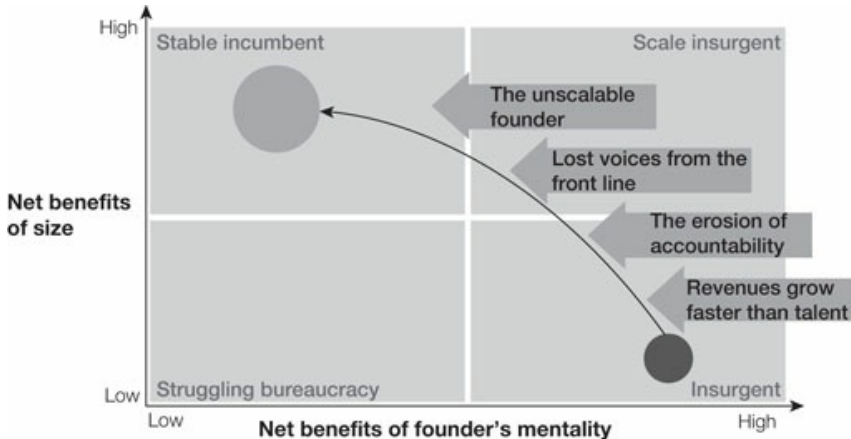 High
Stable incumbent
Scale insurgent
The unscalable
founder
Lost voices from the
front line
Net benefits
of size
The erosion of
accountability
Revenues grow
faster than talent
Low
Struggling bureaucracy
Insurgent
Low
Net benefits of founder’s mentality
High